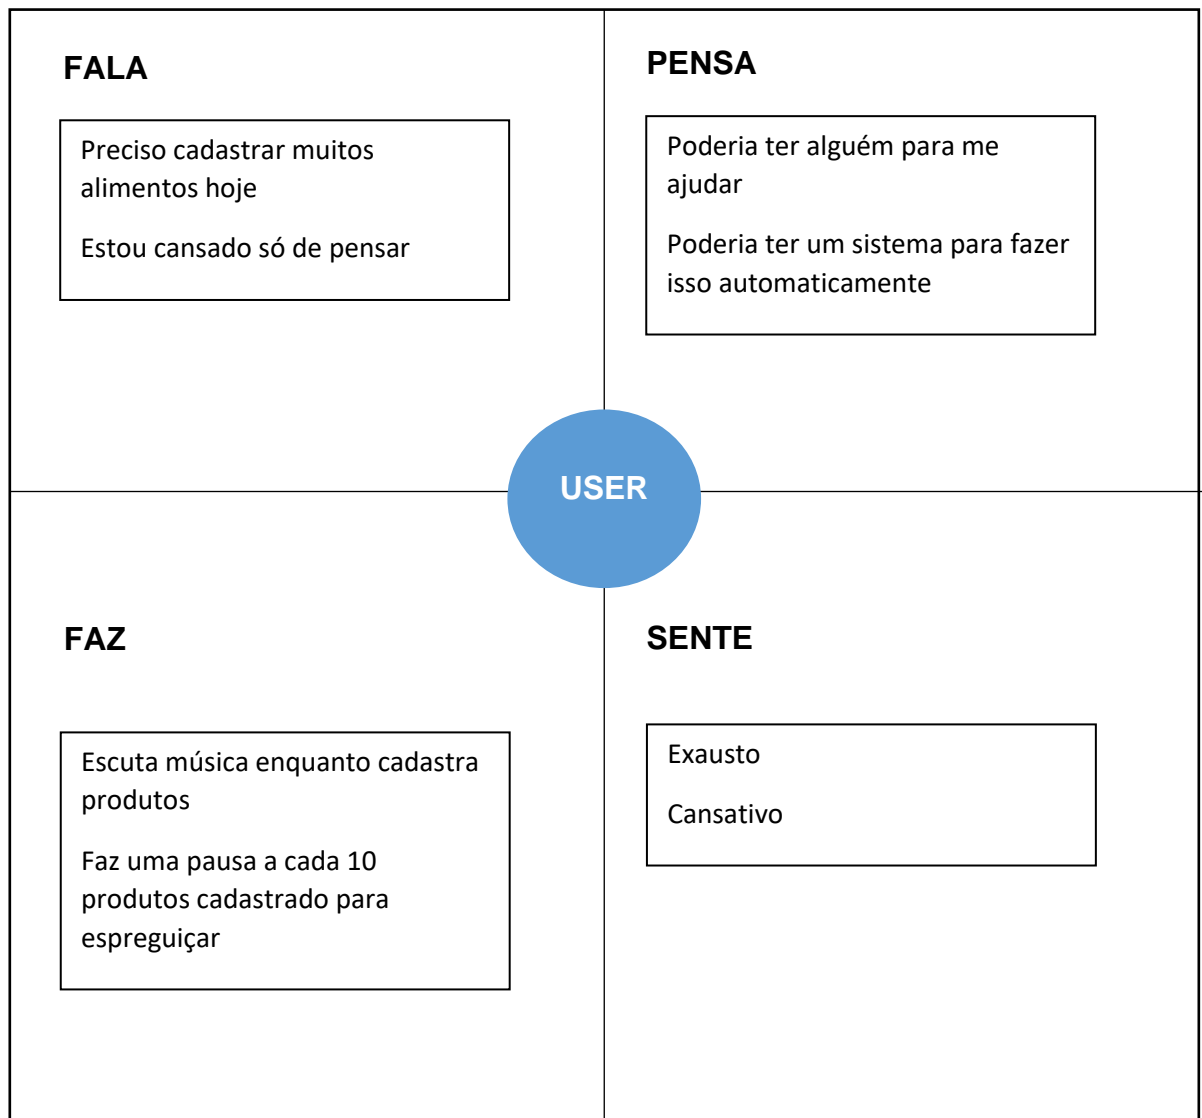 FALA
Preciso cadastrar muitos
alimentos hoje
Estou cansado só de pensar
PENSA
Poderia ter alguém para me
ajudar
Poderia ter um sistema para fazer
isso automaticamente
USER
FAZ
Escuta música enquanto cadastra
produtos
Faz uma pausa a cada 10
produtos cadastrado para
espreguiçar
SENTE
Exausto
Cansativo